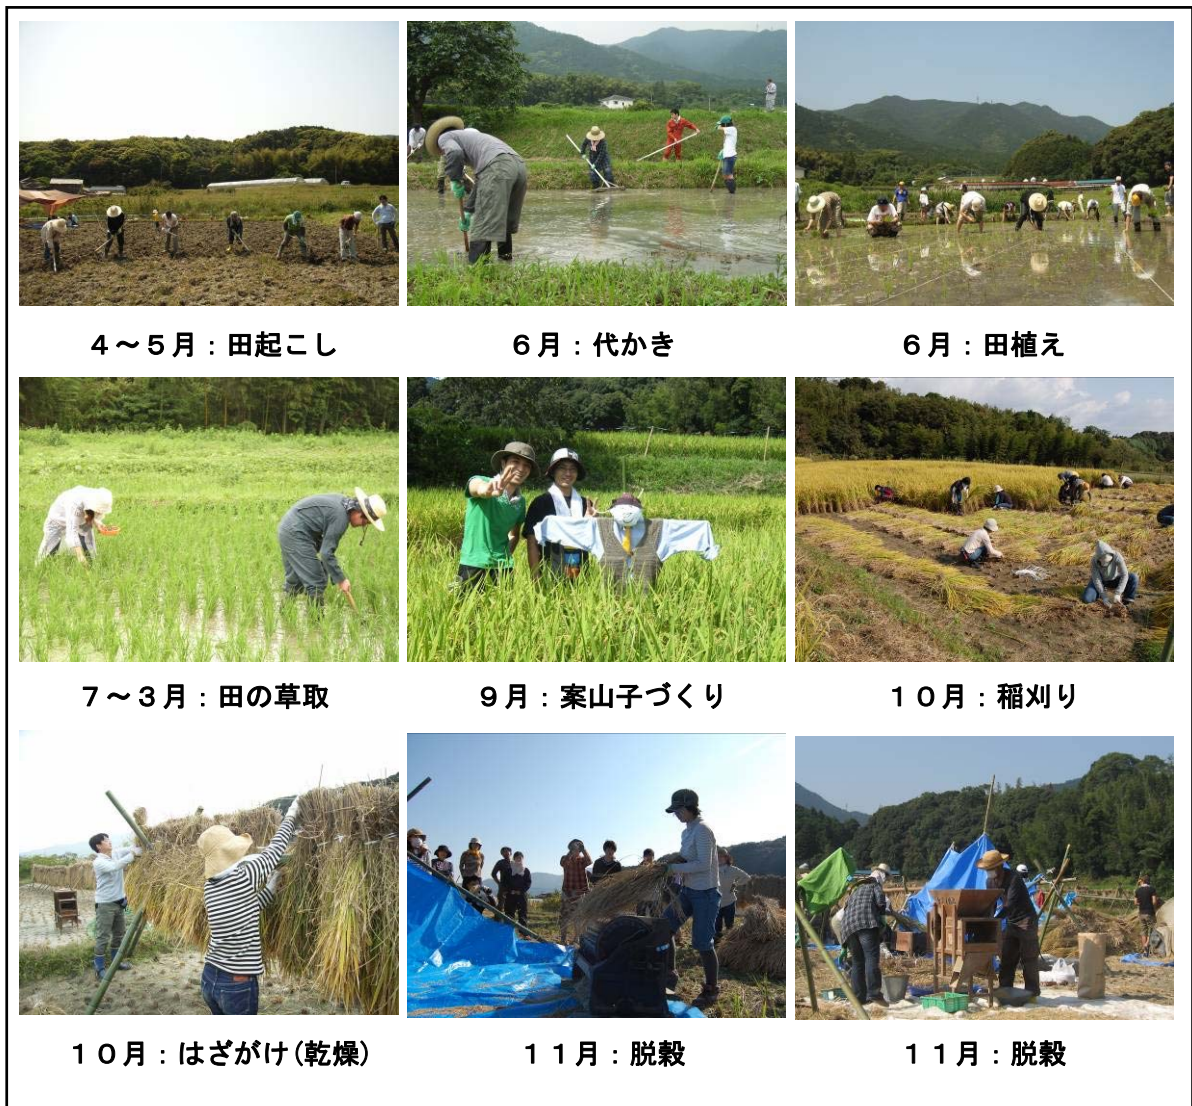 ４～５月：田起こし
６月：代かき
６月：田植え
７～３月：田の草取
９月：案山子づくり
１０月：稲刈り
１０月：はざがけ(乾燥)
１１月：脱穀
１１月：脱穀